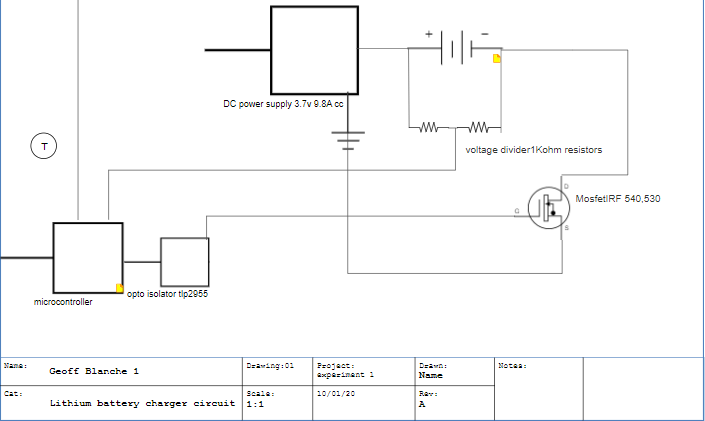 + −
DC power supply 3.7v 9.8A cc
voltage divider1Kohm resistors
T
D
MosfetIRF 540,530
G
S
opto isolator tlp2955
microcontroller
Name: Geoff Blanche 1
Drawing:01
Project:
experiment 1
Drawn:
Name
Notes:
Cat: Lithium battery charger circuit
Scale:
1:1
10/01/20
Rev:
A